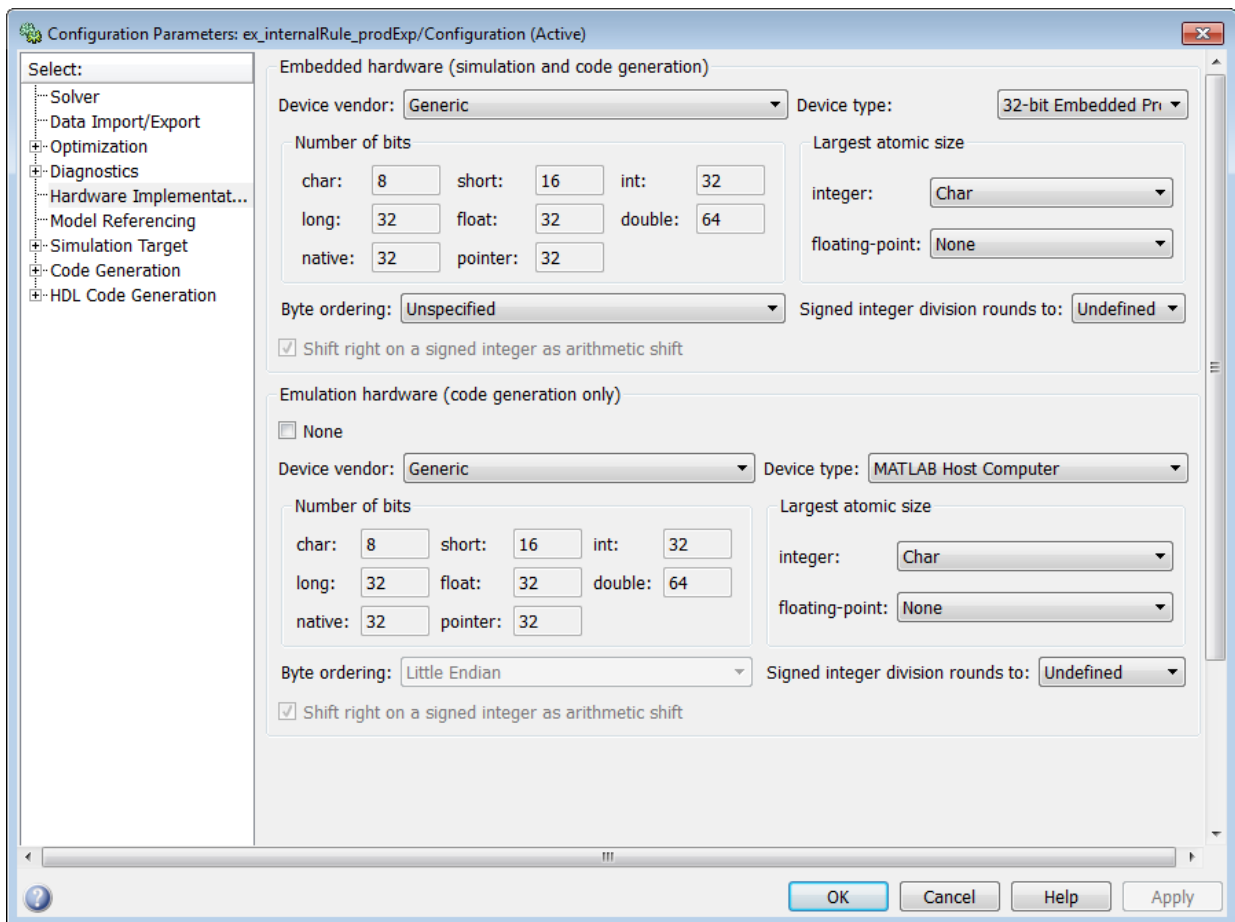 Configuration Parameters: ex_internalRule_prodExp/Configuration (Active)
Select:
Solver
Data Import/Export
Optimization
Diagnostics
Hardware Implementat...
Model Referencing
Simulation Target
Code Generation
HDL Code Generation
Embedded hardware (simulation and code generation)
Device vendor: Generic Device type: 32-bit Embedded Pro
Number of bits Largest atomic size
char: 8 short: 16 int: 32
integer: Char
long: 32 float: 32 double: 64
floating-point: None
native: 32 pointer: 32
Byte ordering: Unspecified Signed integer division rounds to: Undefined
Shift right on a signed integer as arithmetic shift
Emulation hardware (code generation only)
None
Device vendor: Generic Device type: MATLAB Host Computer
Number of bits Largest atomic size
char: 8 short: 16 int: 32
integer: Char
long: 32 float: 32 double: 64
floating-point: None
native: 32 pointer: 32
Byte ordering: Little Endian Signed integer division rounds to: Undefined
Shift right on a signed integer as arithmetic shift
OK Cancel Help Apply